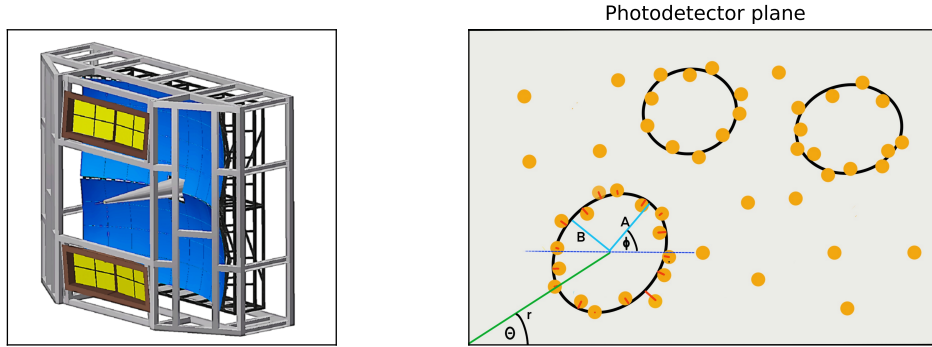 Photodetector plane
A
B
ϕ
r
Θ